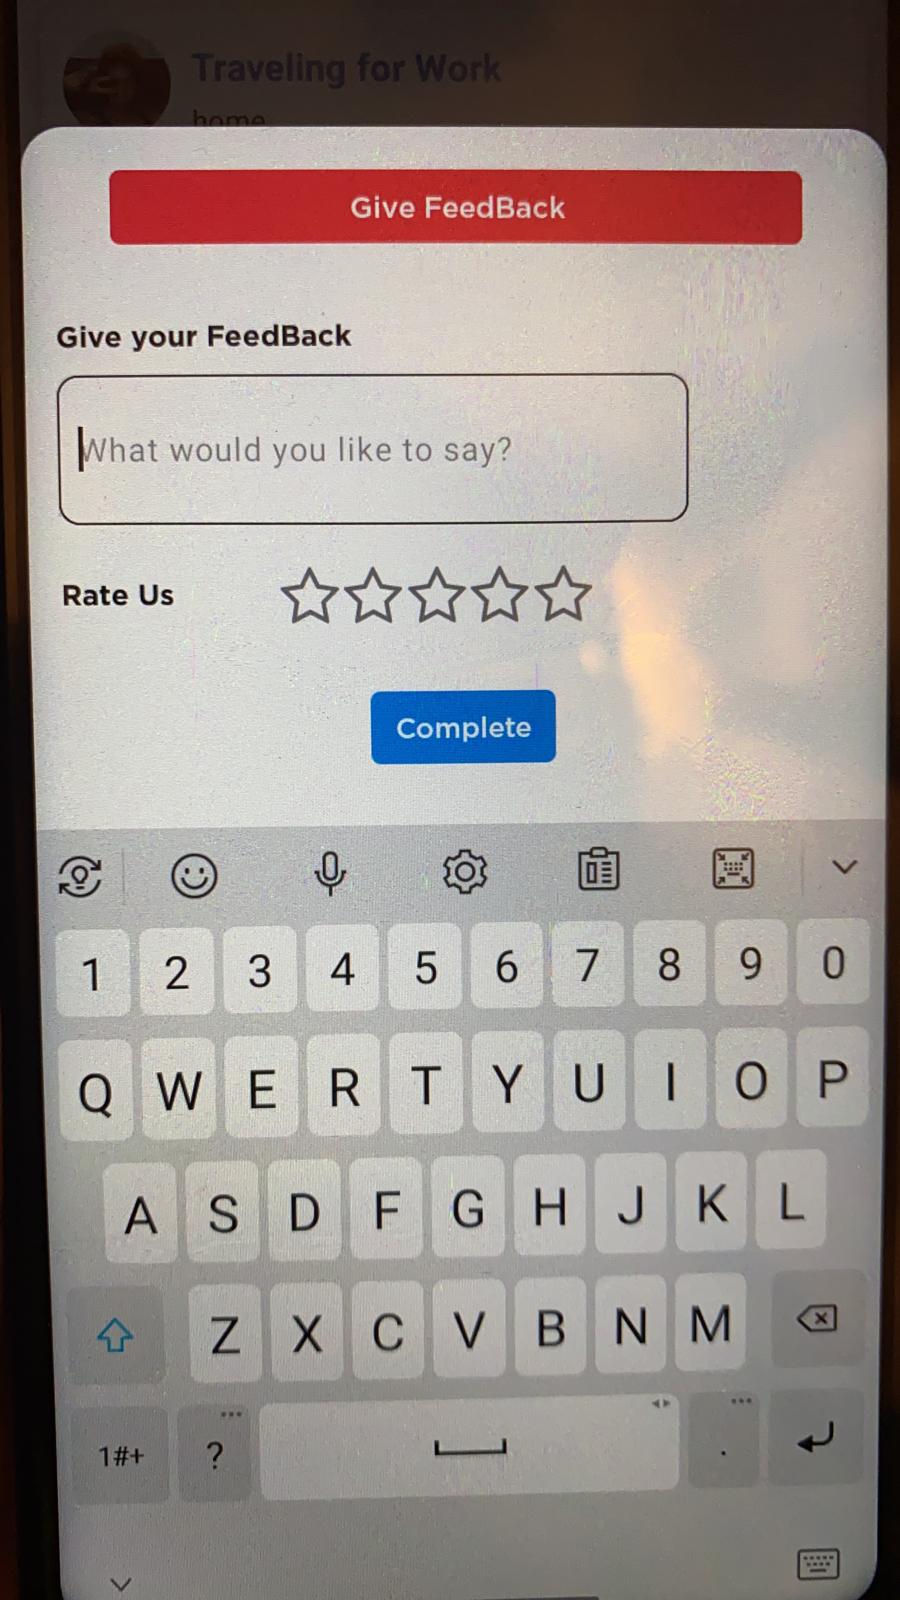 Traveling for Work
home
Give FeedBack
Give your FeedBack
What would you like to say?
Rate Us
Complete
1 2 3 4 5 6 7 8 9 0
Q W E R T Y U I O P
A S D F G H J K L
Z X C V B N M
1#+ ? .